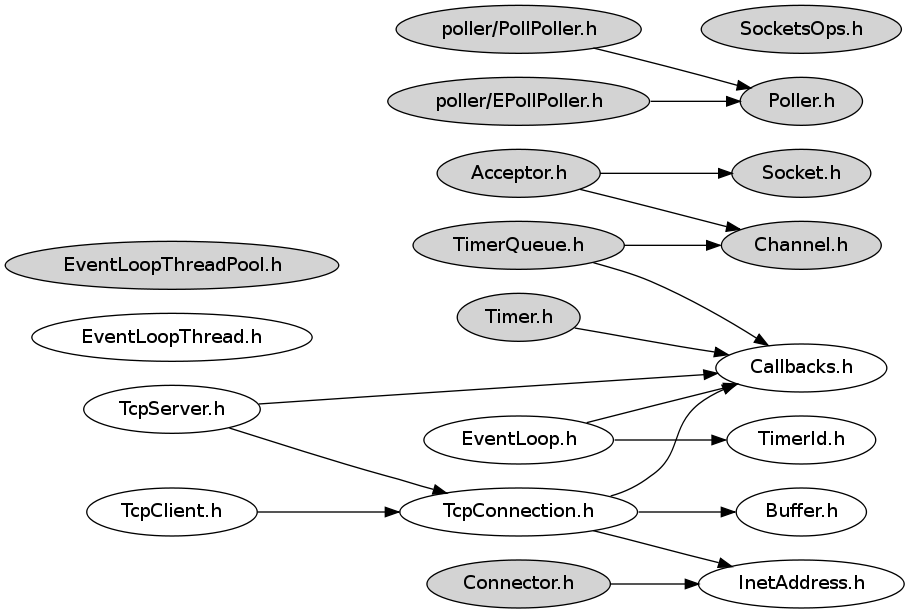 poller/PollPoller.h
SocketsOps.h
poller/EPollPoller.h
Poller.h
Acceptor.h
Socket.h
TimerQueue.h
Channel.h
EventLoopThreadPool.h
Timer.h
EventLoopThread.h
Callbacks.h
TcpServer.h
EventLoop.h
TimerId.h
TcpClient.h
TcpConnection.h
Buffer.h
Connector.h
InetAddress.h